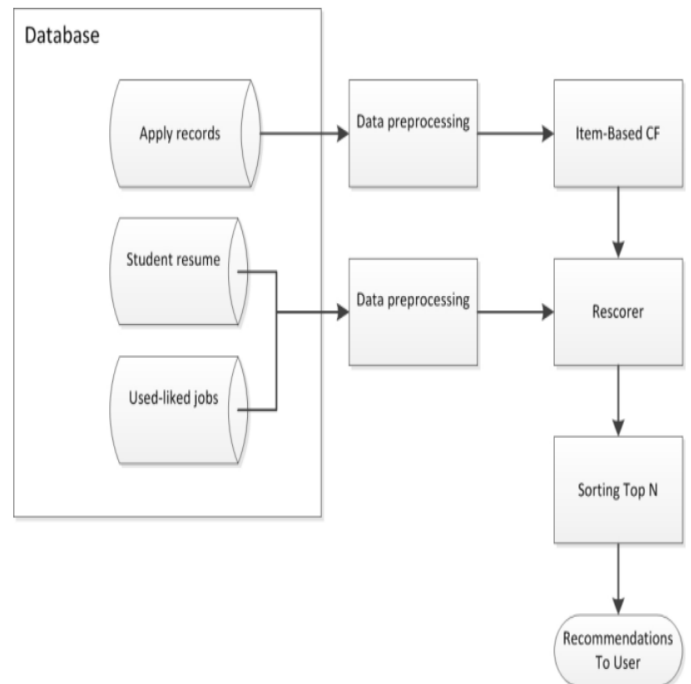 Database
Apply records
Data preprocessing
Item-Based CF
Student resume
Data preprocessing
Rescorer
Used-liked jobs
Sorting Top N
Recommendations
To User